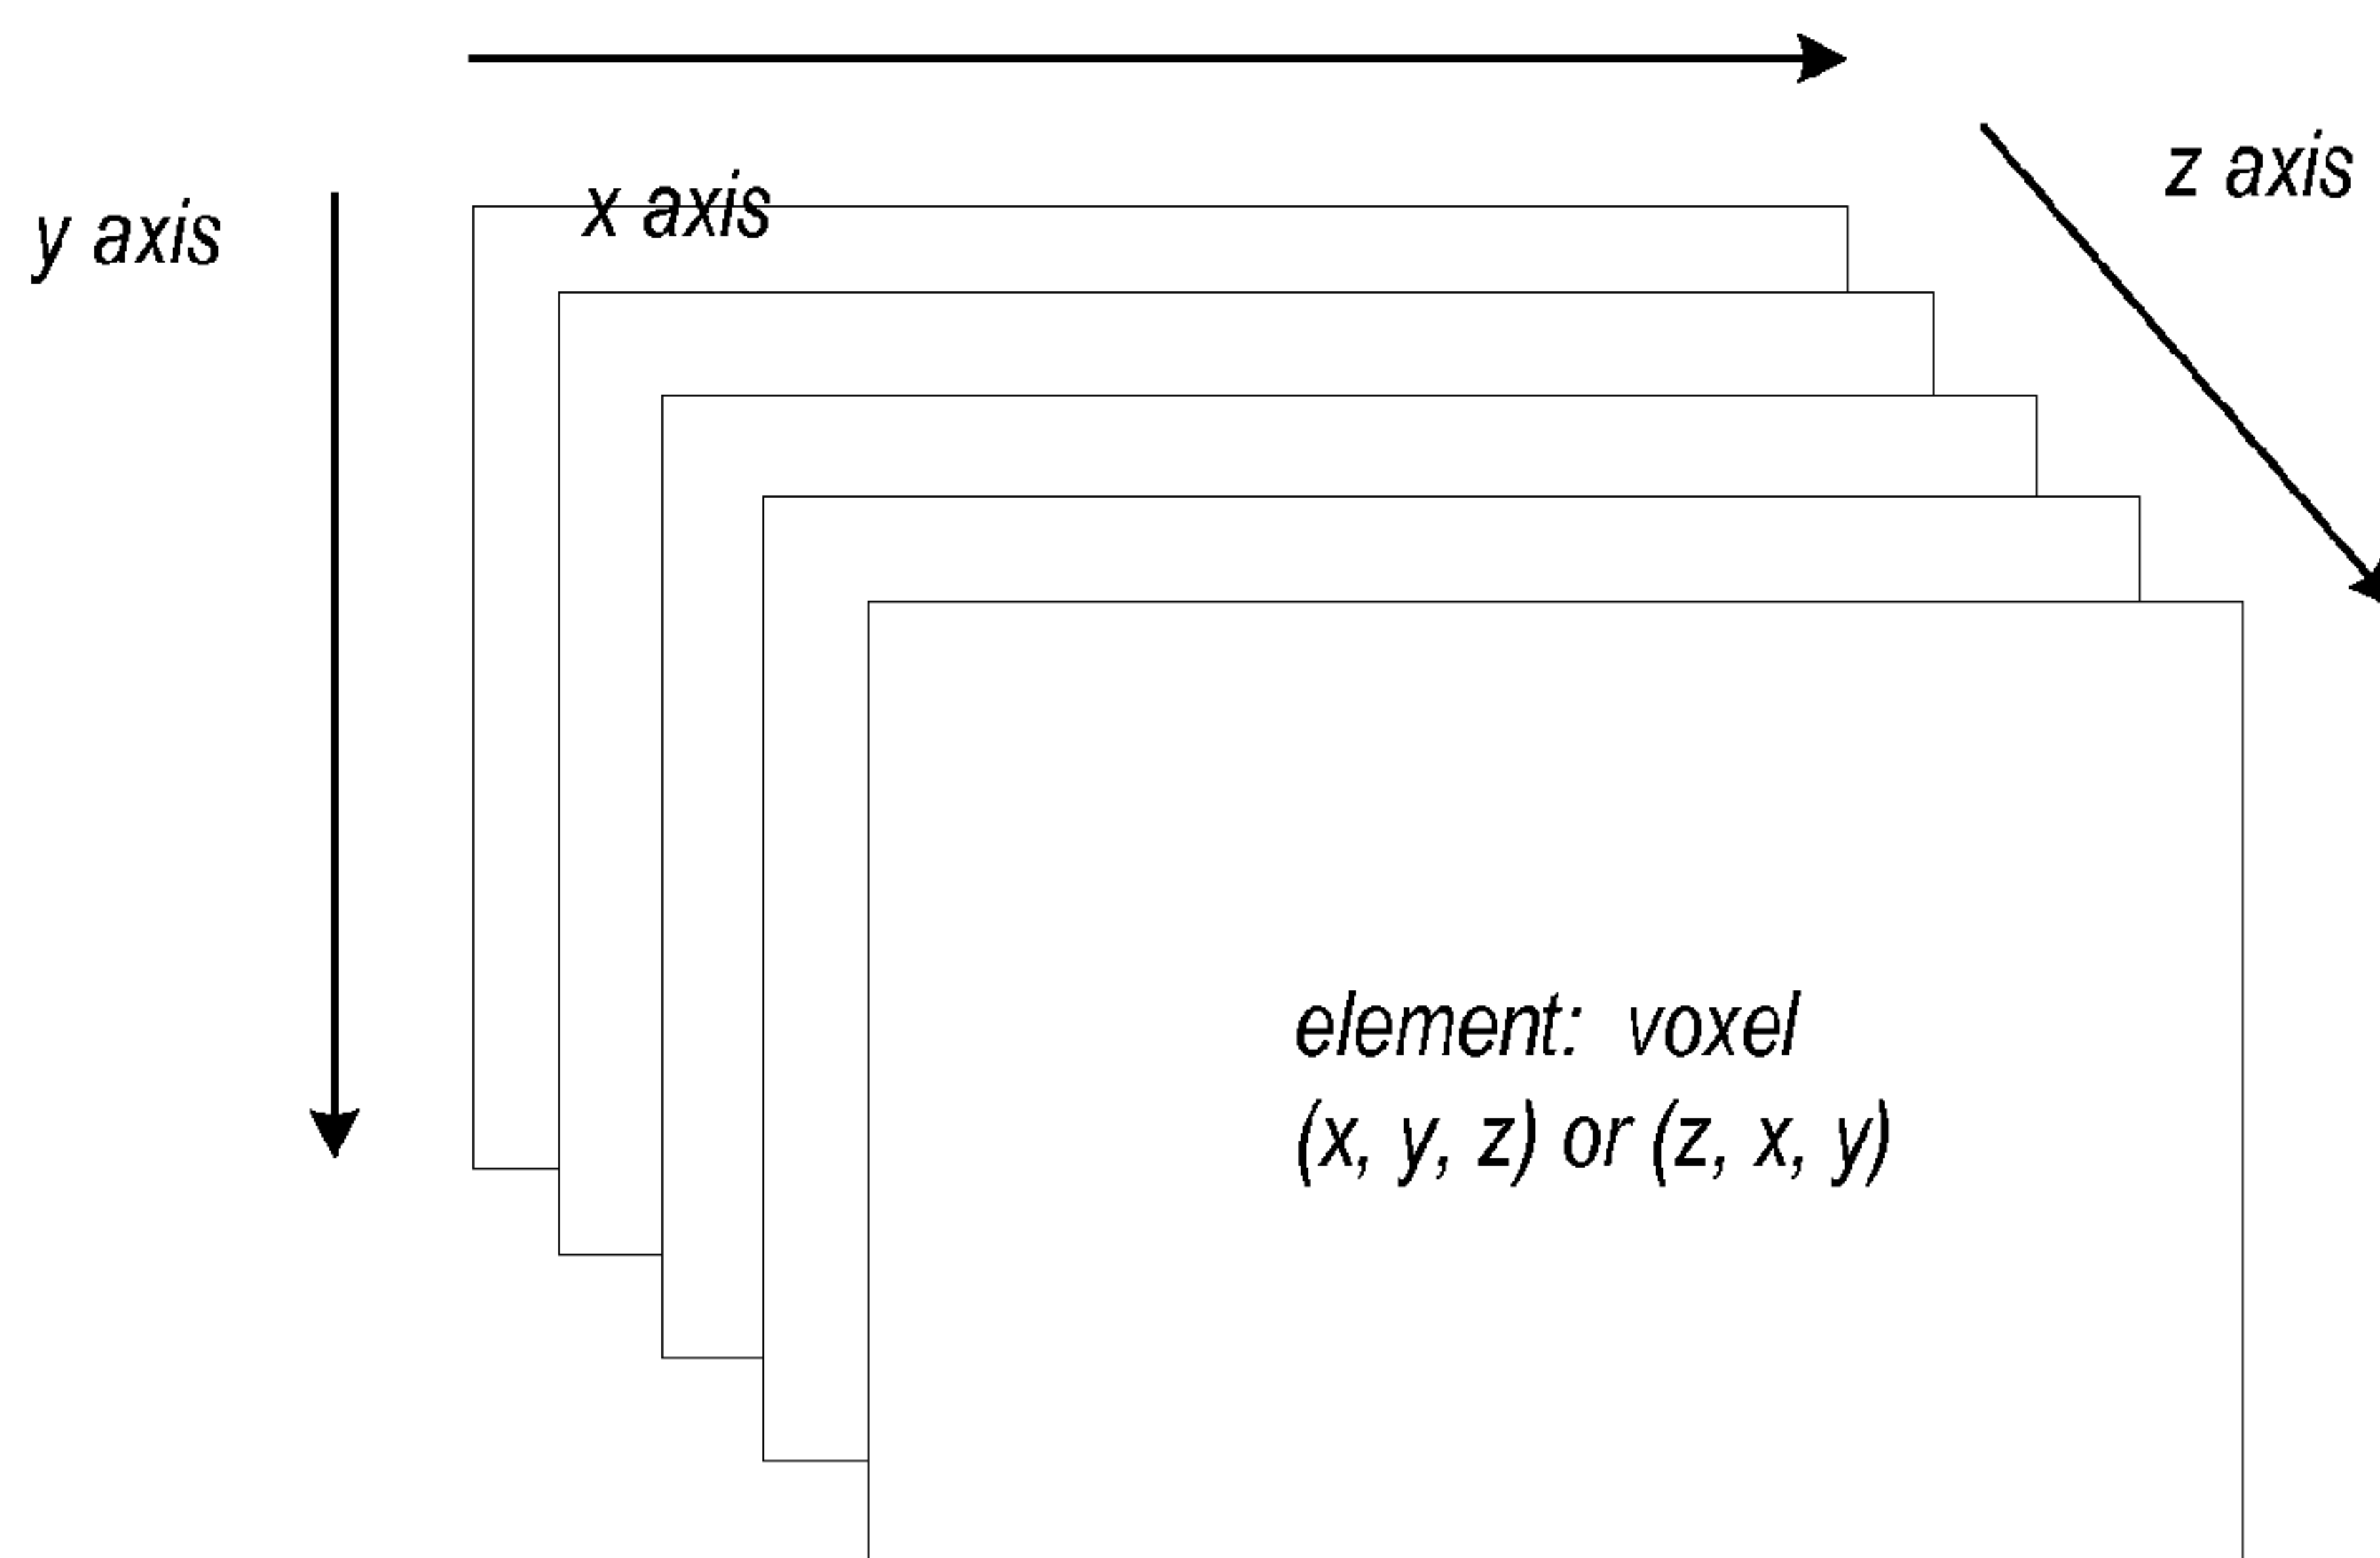 x axis
y axis
z axis
element: voxel
(x, y, z) or (z, x, y)